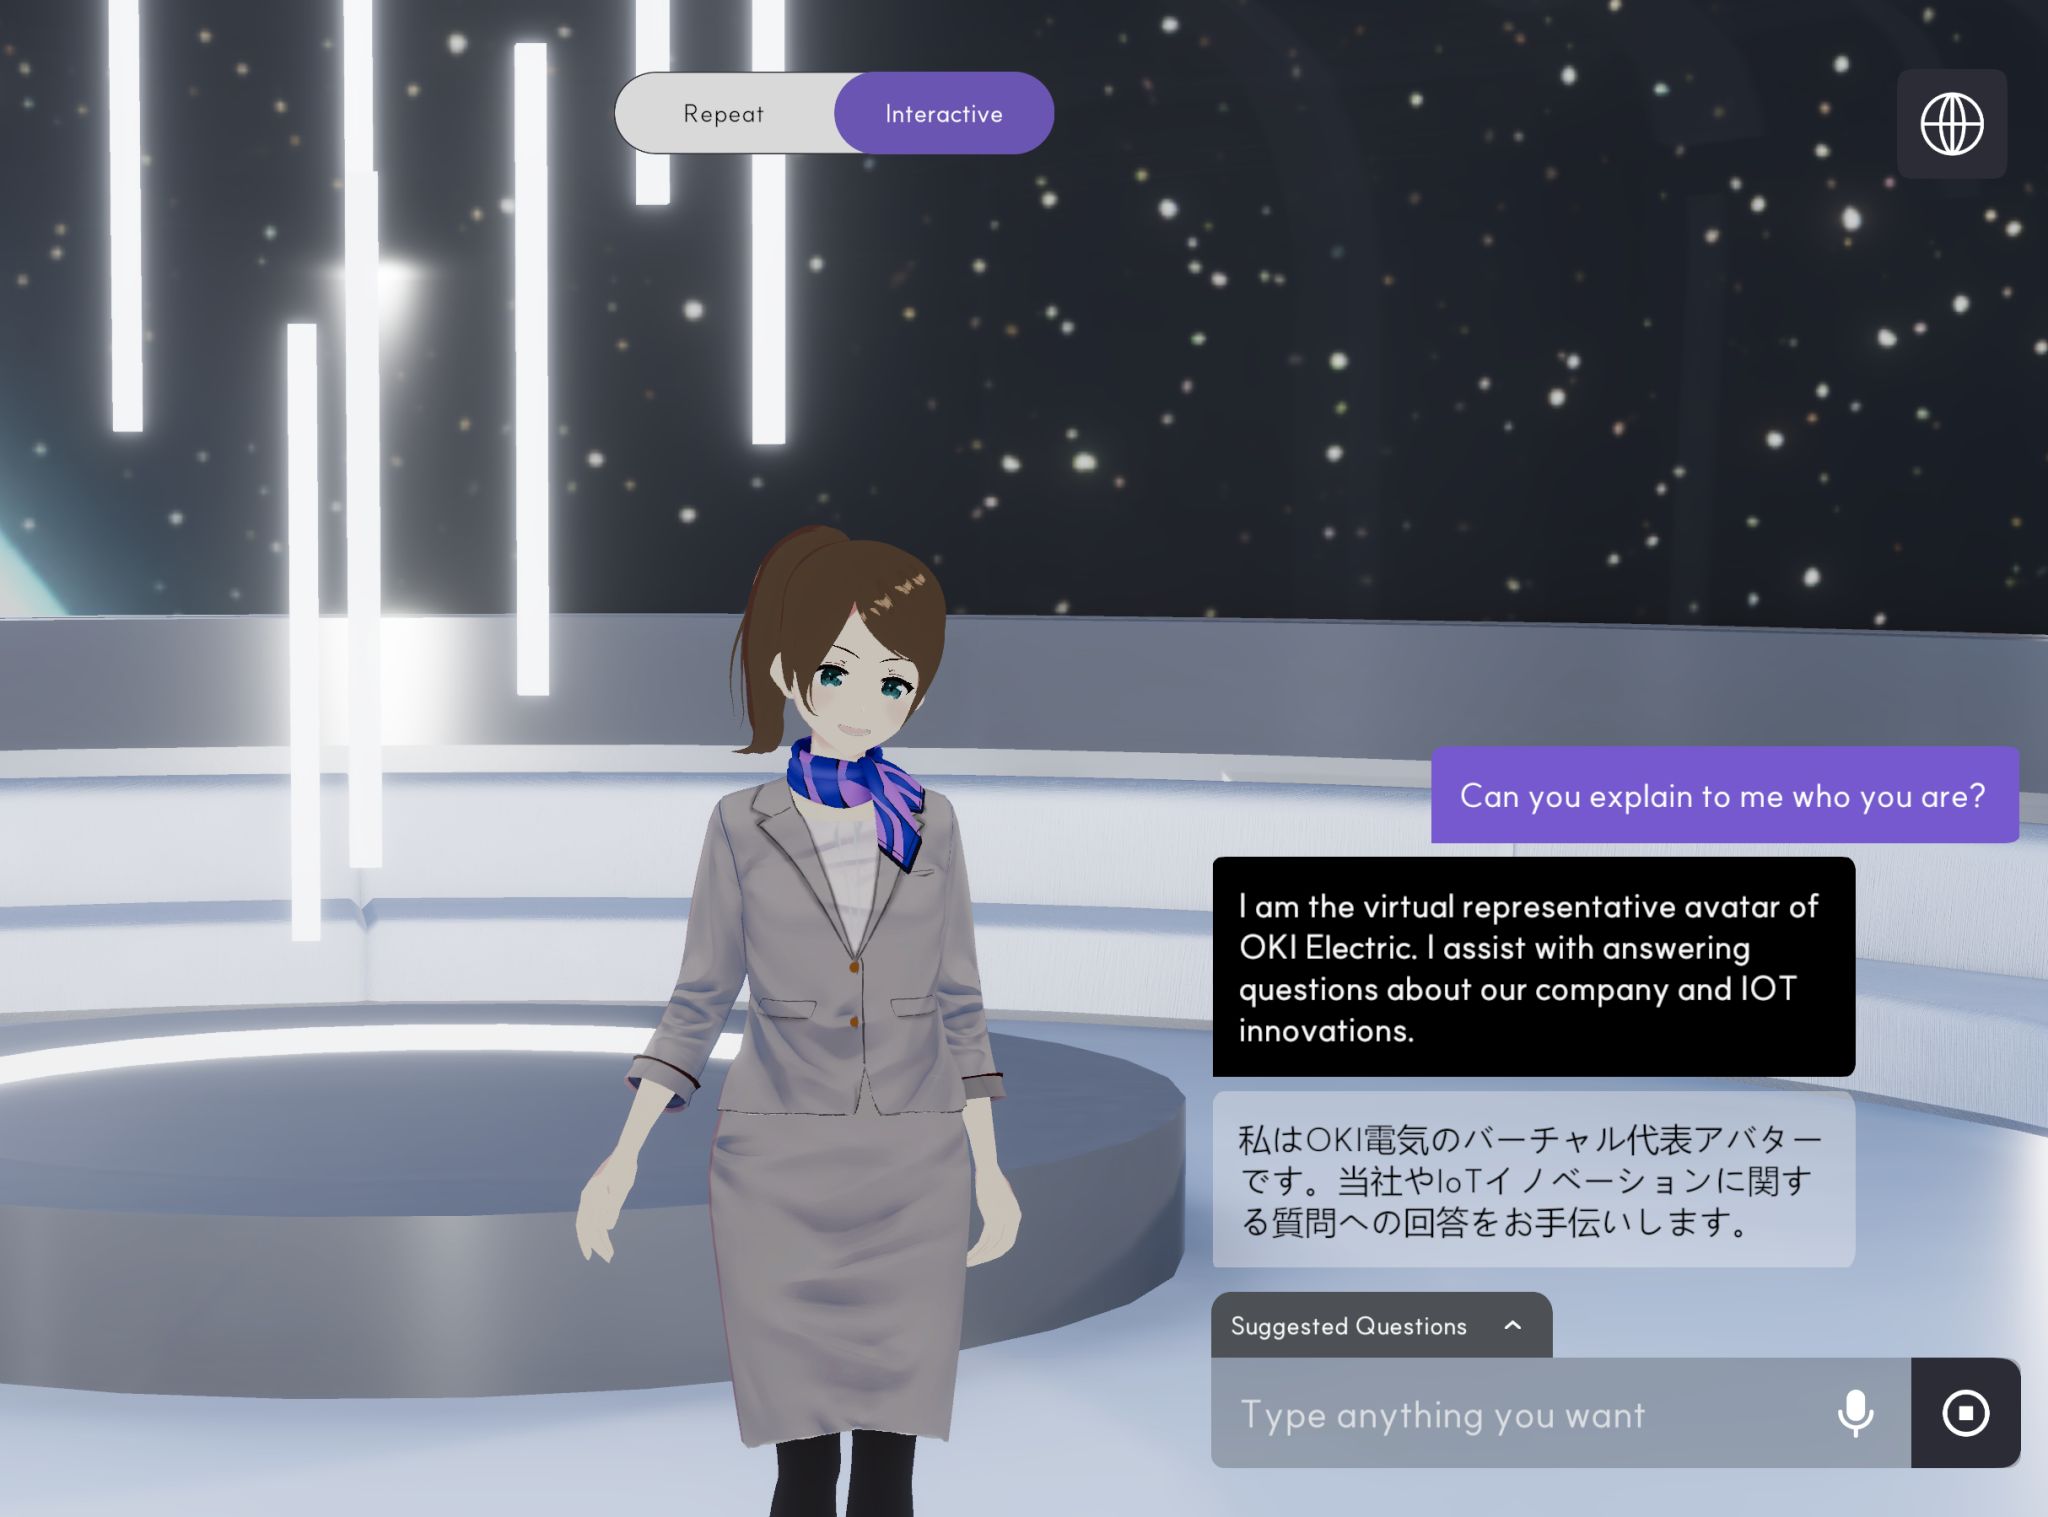 Repeat
Interactive
Can you explain to me who you are?
I am the virtual representative avatar of
OKI Electric. I assist with answering
questions about our company and IOT
innovations.
私はOKI電気のバーチャル代表アバター
です。当社やIoTイノベーションに関す
る質問への回答をお手伝いします。
Suggested Questions
Type anything you want